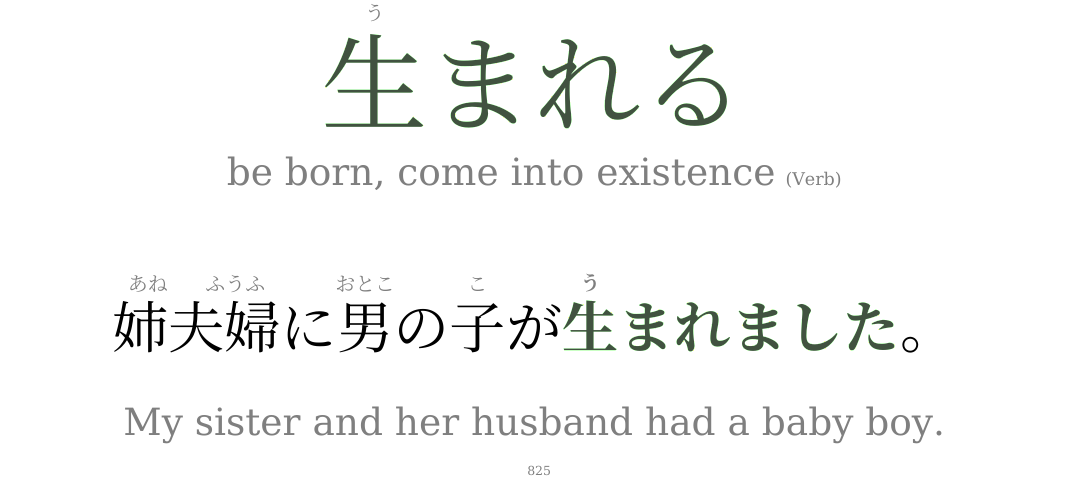 う
生まれる
be born, come into existence (Verb)
あね ふうふ おとこ こ う
姉夫婦に男の子が生まれました。
My sister and her husband had a baby boy.
825